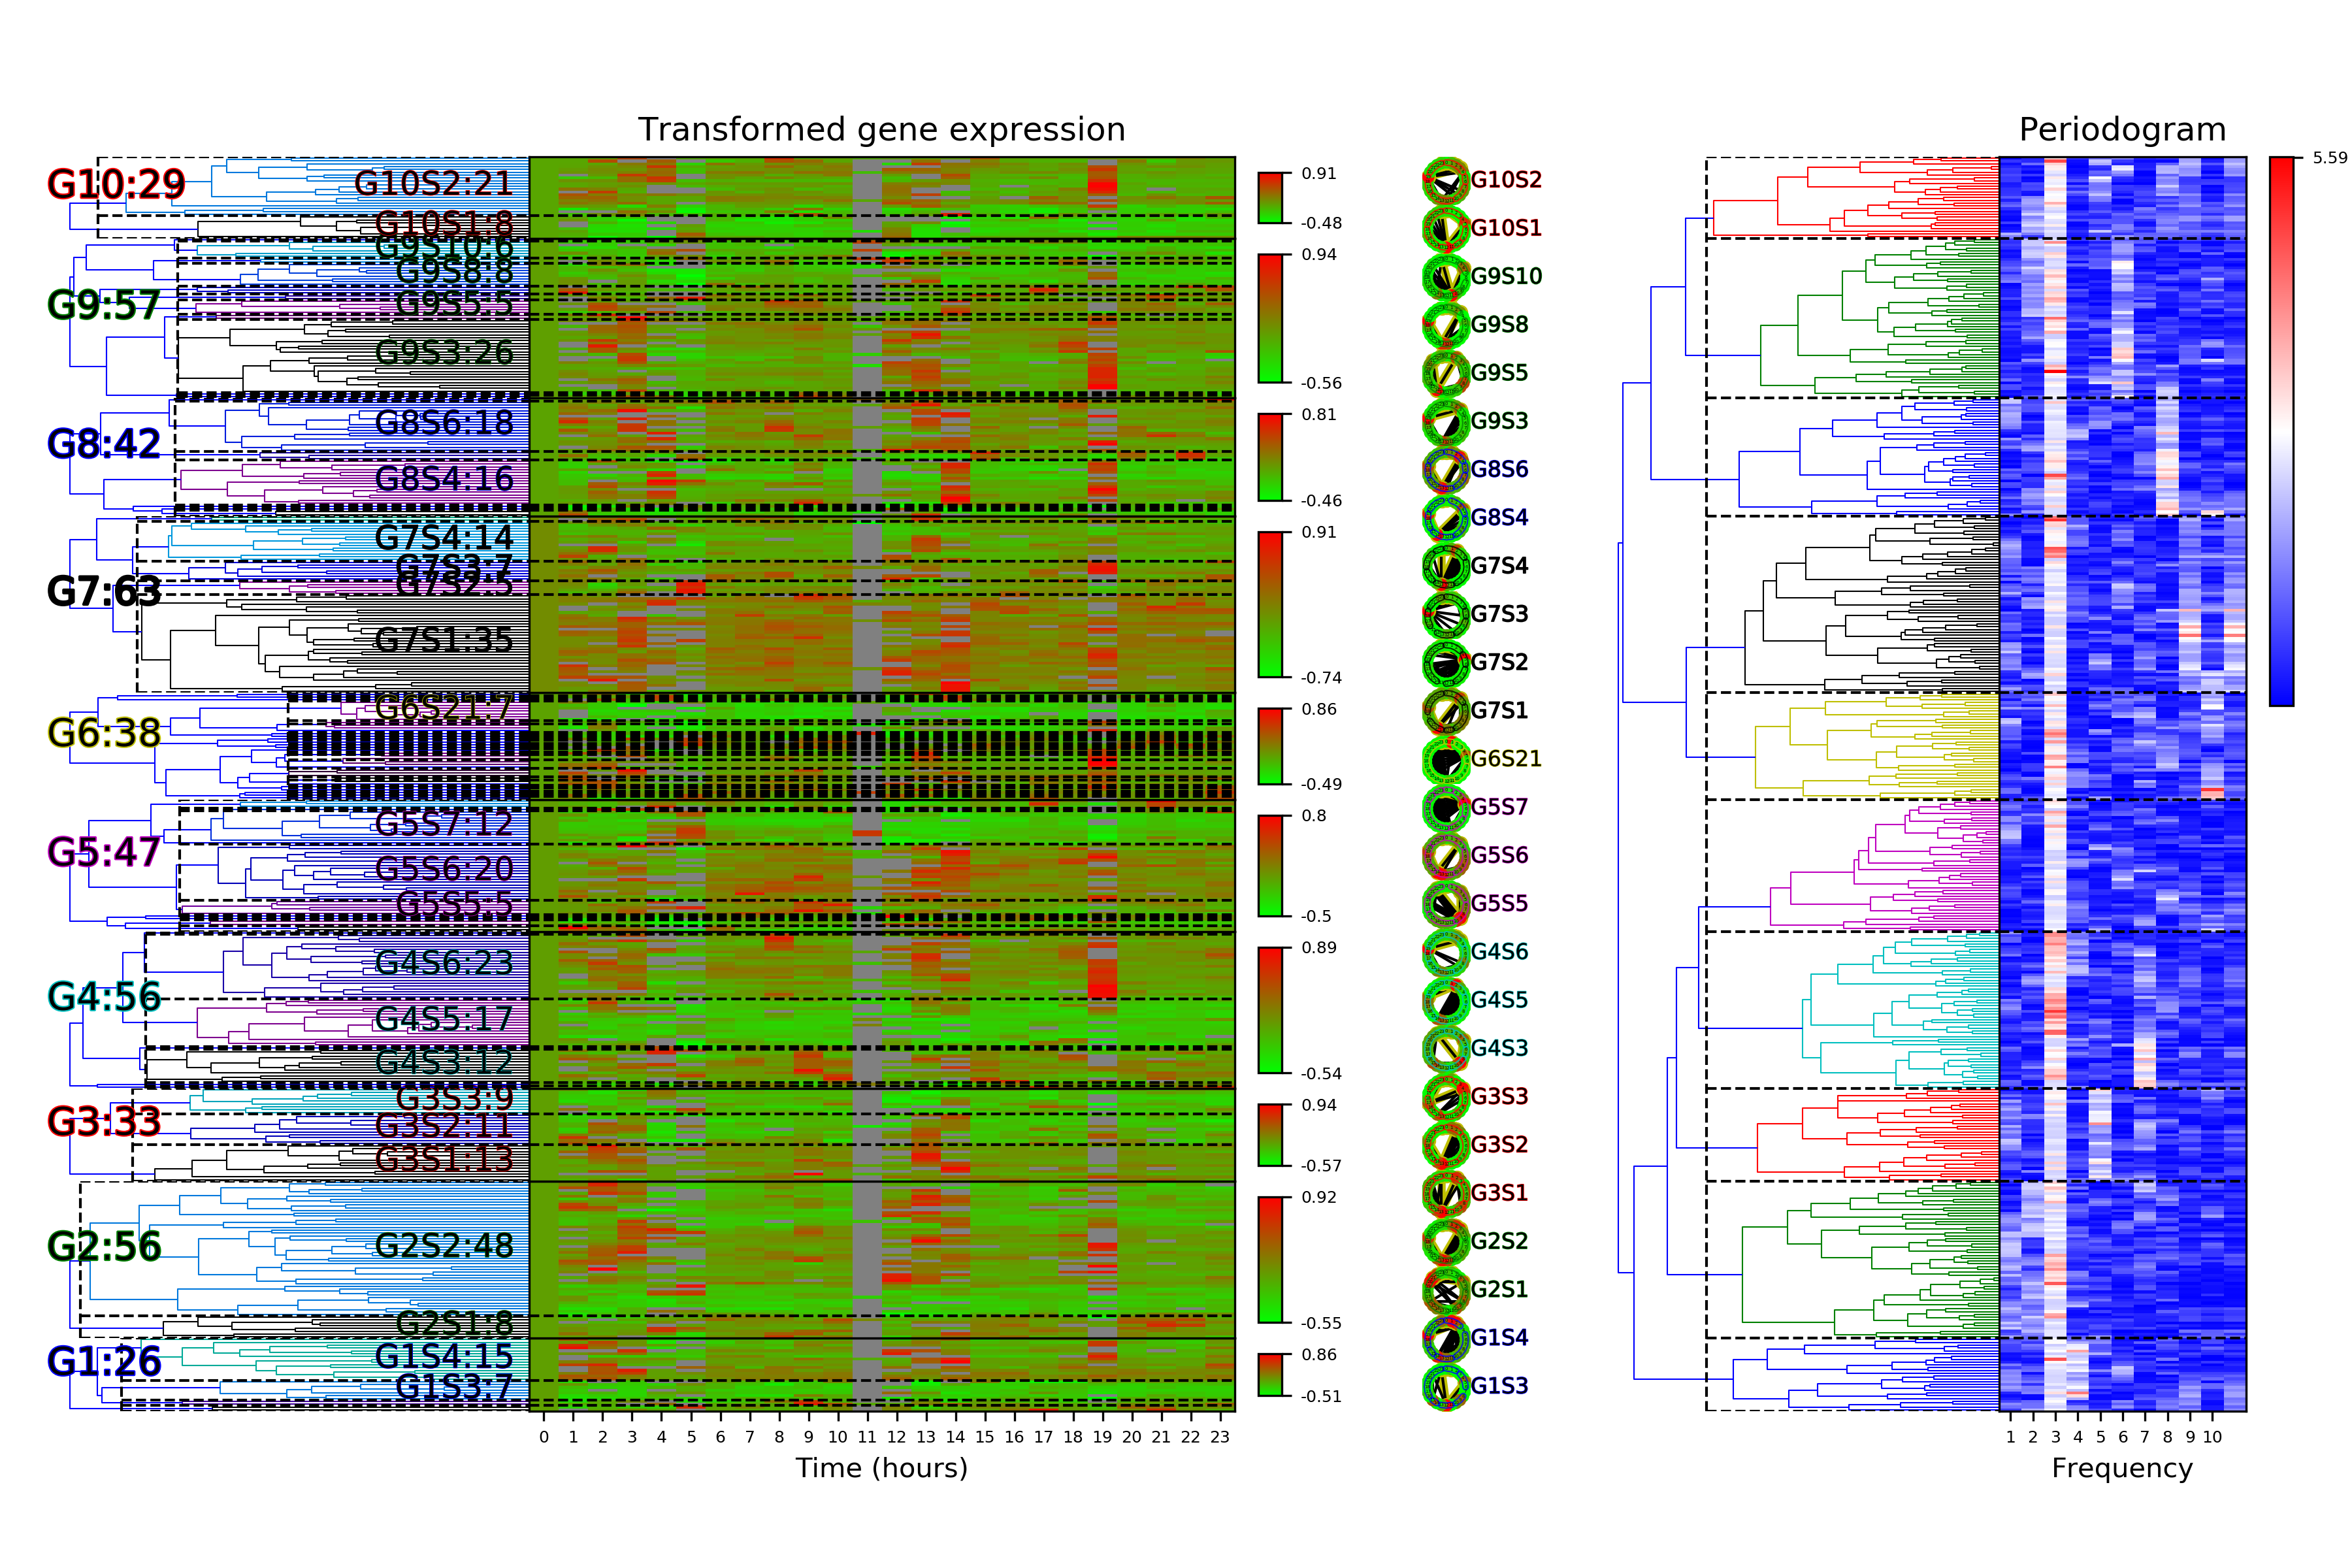 Transformed gene expression
Periodogram
G10:29
G9:57
G8:42
G7:63
G6:38
G5:47
G4:56
G3:33
G2:56
G1:26
G10S2:21
G10S1:8
G9S10:6
G9S8:8
G9S5:5
G9S3:26
G8S6:18
G8S4:16
G7S4:14
G7S3:7
G7S2:5
G7S1:35
G6S21:7
G5S7:12
G5S6:20
G5S5:5
G4S6:23
G4S5:17
G4S3:12
G3S3:9
G3S2:11
G3S1:13
G2S2:48
G2S1:8
G1S4:15
G1S3:7
0.91
-0.48
0.94
-0.56
0.81
-0.46
0.91
-0.74
0.86
-0.49
0.8
-0.5
0.89
-0.54
0.94
-0.57
0.92
-0.55
0.86
-0.51
G10S2
G10S1
G9S10
G9S8
G9S5
G9S3
G8S6
G8S4
G7S4
G7S3
G7S2
G7S1
G6S21
G5S7
G5S6
G5S5
G4S6
G4S5
G4S3
G3S3
G3S2
G3S1
G2S2
G2S1
G1S4
G1S3
5.59
0 1 2 3 4 5 6 7 8 9 10 11 12 13 14 15 16 17 18 19 20 21 22 23
Time (hours)
1 2 3 4 5 6 7 8 9 10
Frequency